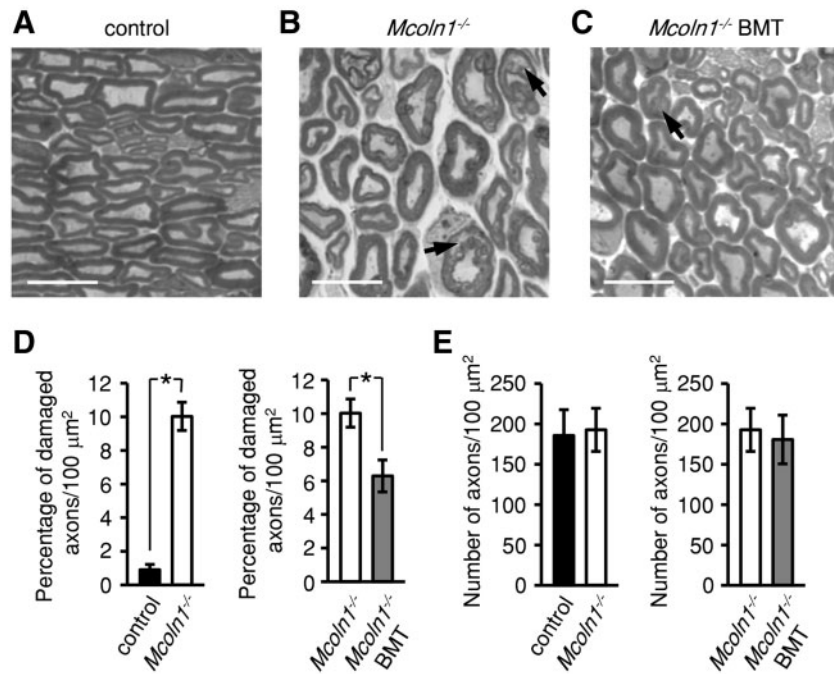 A control
B Mcoln1-/-
C Mcoln1-/- BMT
D
Percentage of damaged
axons/100 μm2
12
10
8
6
4
2
0
*
control
Mcoln1-/-
Percentage of damaged
axons/100 μm2
12
10
8
6
4
2
0
*
Mcoln1-/-
Mcoln1-/-
BMT
E
Number of axons/100 μm2
250
200
150
100
50
0
control
Mcoln1-/-
Number of axons/100 μm2
250
200
150
100
50
0
Mcoln1-/-
Mcoln1-/-
BMT